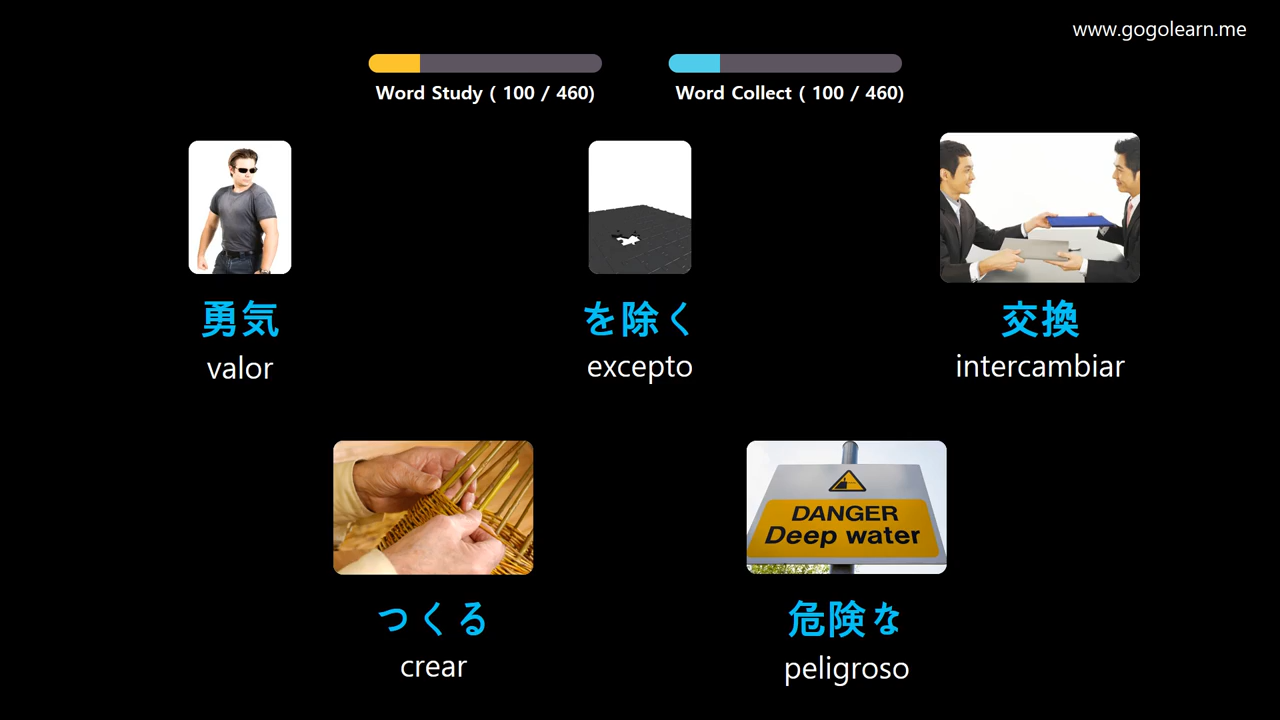 www.gogolearn.me
Word Study ( 100 / 460)
Word Collect ( 100 / 460)
勇気
valor
を除く
excepto
交換
intercambiar
DANGER
Deep water
つくる
crear
危険な
peligroso